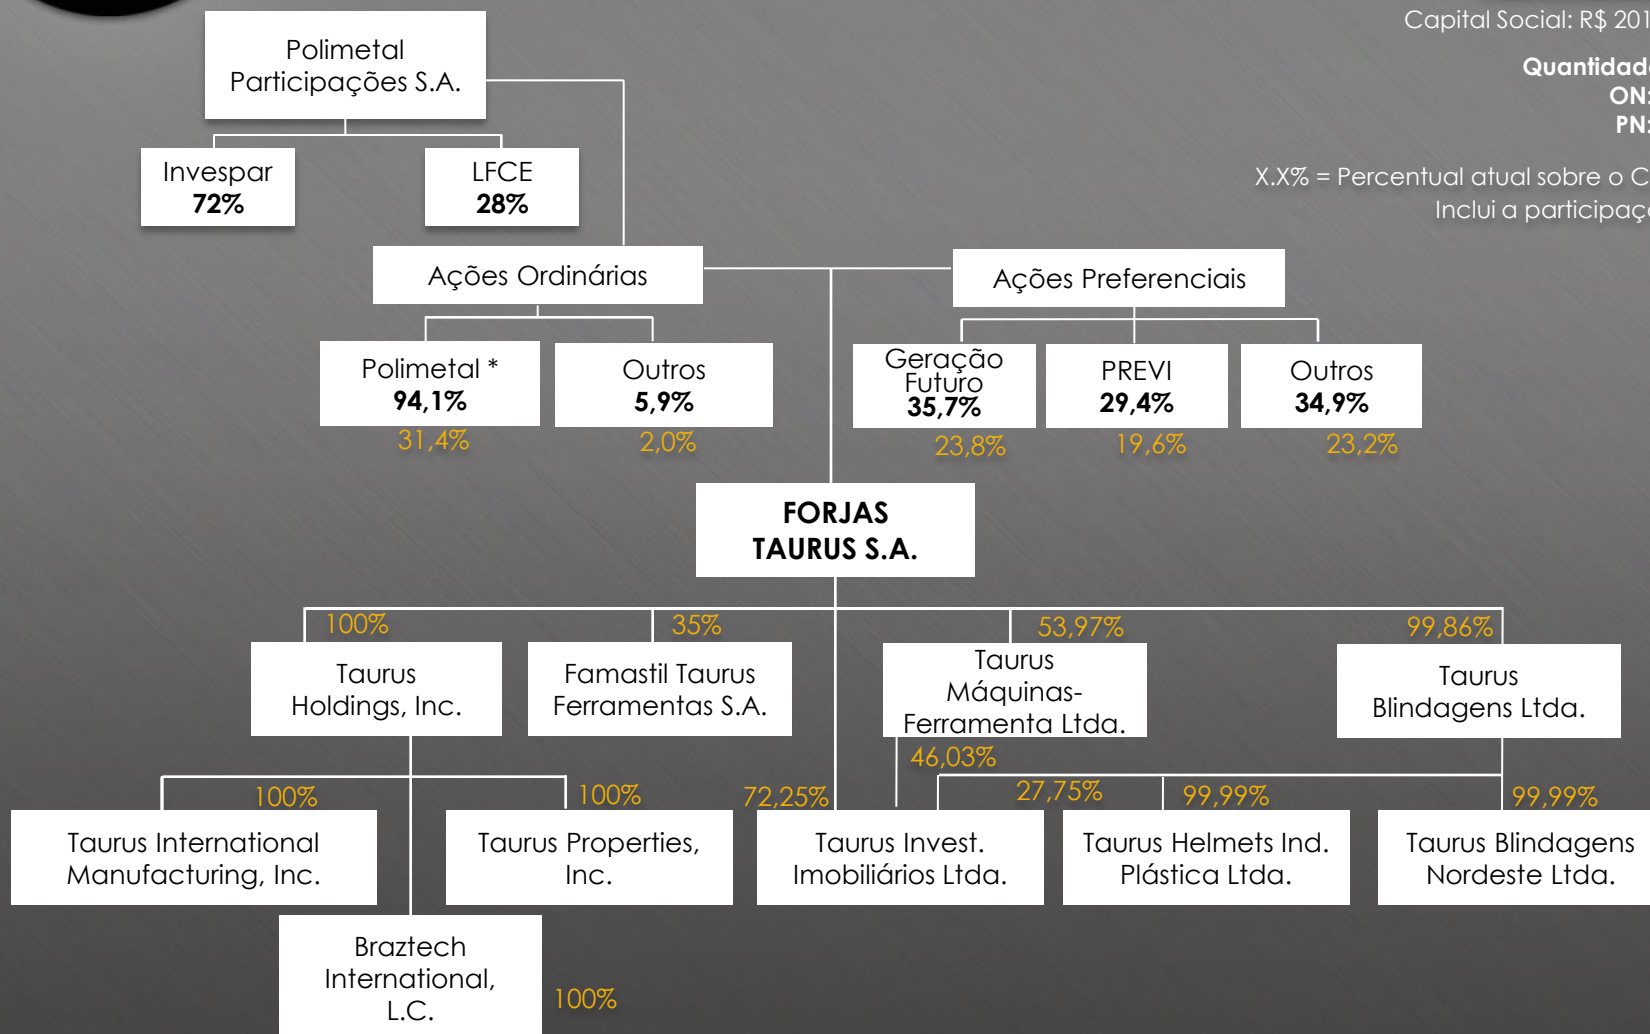 Capital Social: R$ 201
Polimetal
Participações S.A.
Quantidad
ON:
PN:
Invespar
72%
LFCE
28%
X.X% = Percentual atual sobre o C
Inclui a participaç
Ações Ordinárias
Ações Preferenciais
Polimetal *
94,1%
31,4%
Outros
5,9%
2,0%
Geração
Futuro
35,7%
23,8%
PREVI
29,4%
19,6%
Outros
34,9%
23,2%
FORJAS
TAURUS S.A.
100%
35%
53,97%
99,86%
Taurus
Holdings, Inc.
Famastil Taurus
Ferramentas S.A.
Taurus
Máquinas-
Ferramenta Ltda.
Taurus
Blindagens Ltda.
46,03%
100%
100%
72,25%
27,75%
99,99%
99,99%
Taurus International
Manufacturing, Inc.
Taurus Properties,
Inc.
Taurus Invest.
Imobiliários Ltda.
Taurus Helmets Ind.
Plástica Ltda.
Taurus Blindagens
Nordeste Ltda.
Braztech
International,
L.C.
100%